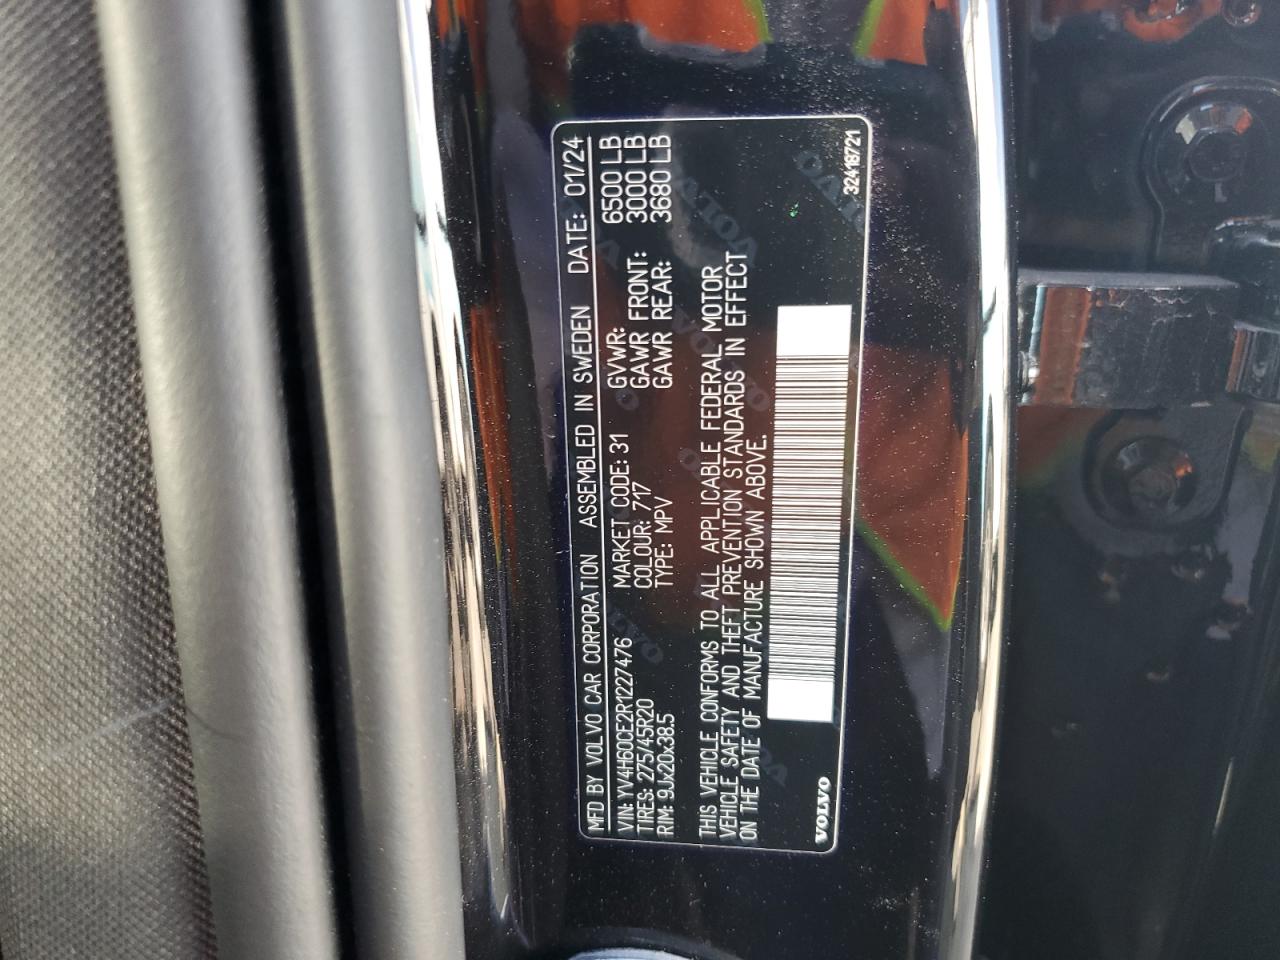 MFD BY VOLVO CAR CORPORATION ASSEMBLED IN SWEDEN DATE: 01/24
VIN: YV4H60CE2R1227476 MARKET CODE: 31 GVWR: 6500 LB
TIRES: 275/45R20 COLOUR: 717 GAWR FRONT: 3000 LB
RIM: 9Jx20x38.5 TYPE: MPV GAWR REAR: 3680 LB
THIS VEHICLE CONFORMS TO ALL APPLICABLE FEDERAL MOTOR
VEHICLE SAFETY AND THEFT PREVENTION STANDARDS IN EFFECT
ON THE DATE OF MANUFACTURE SHOWN ABOVE.
VOLVO 32418721